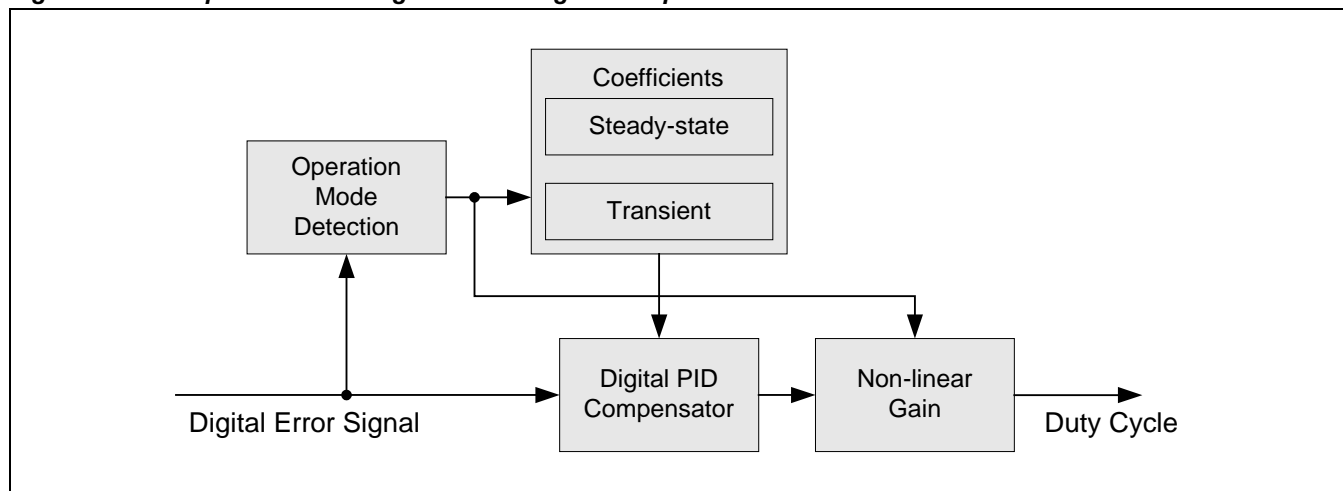 Coefficients
Steady-state
Transient
Operation
Mode
Detection
Digital PID
Compensator
Non-linear
Gain
Digital Error Signal
Duty Cycle